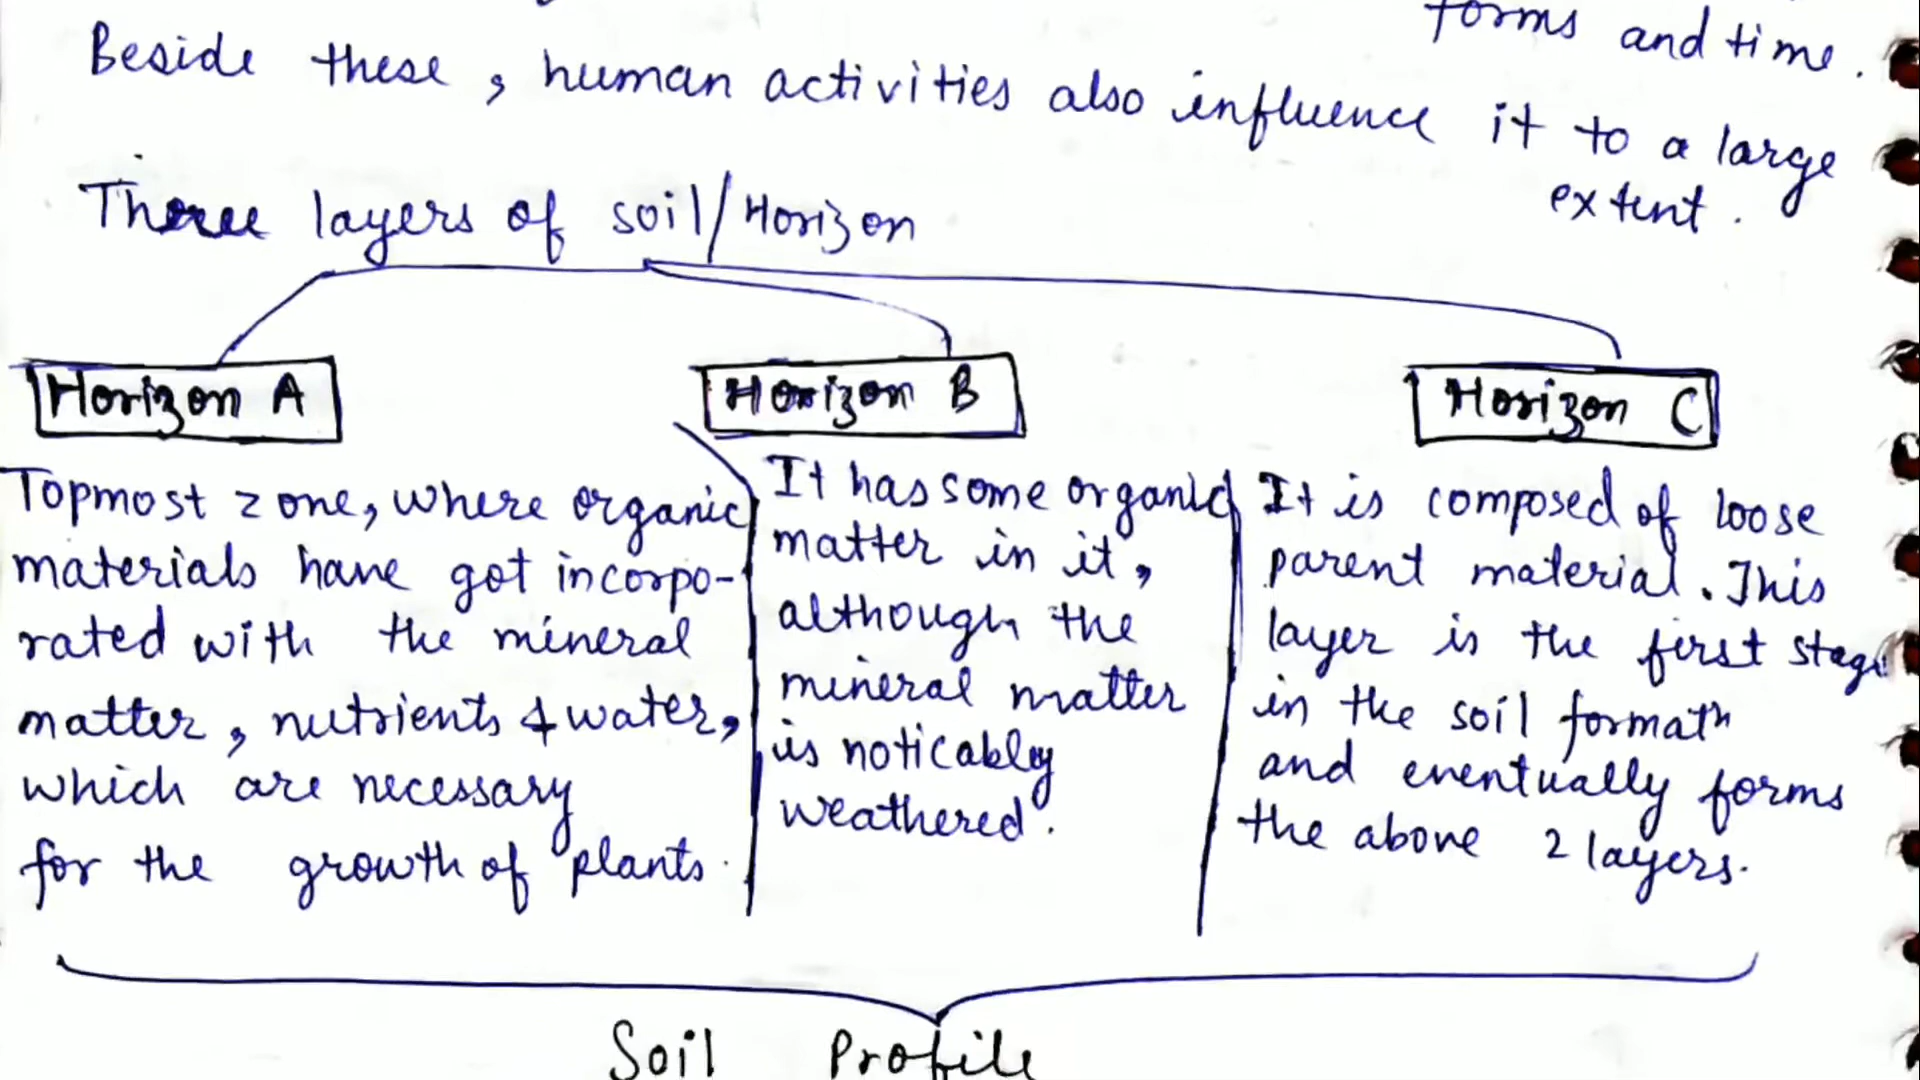 forms and time.
Beside these, human activities also influence it to a large
extent.
Three layers of soil/Horizon
Horizon A
Topmost zone, where organic
materials have got incorpo-
rated with the mineral
matter, nutrients & water,
which are necessary
for the growth of plants.
Horizon B
It has some organic
matter in it,
although the
mineral matter
is noticably
weathered.
Horizon C
It is composed of loose
parent material. This
layer is the first stage
in the soil formatn
and eventually forms
the above 2 layers.
Soil Profile